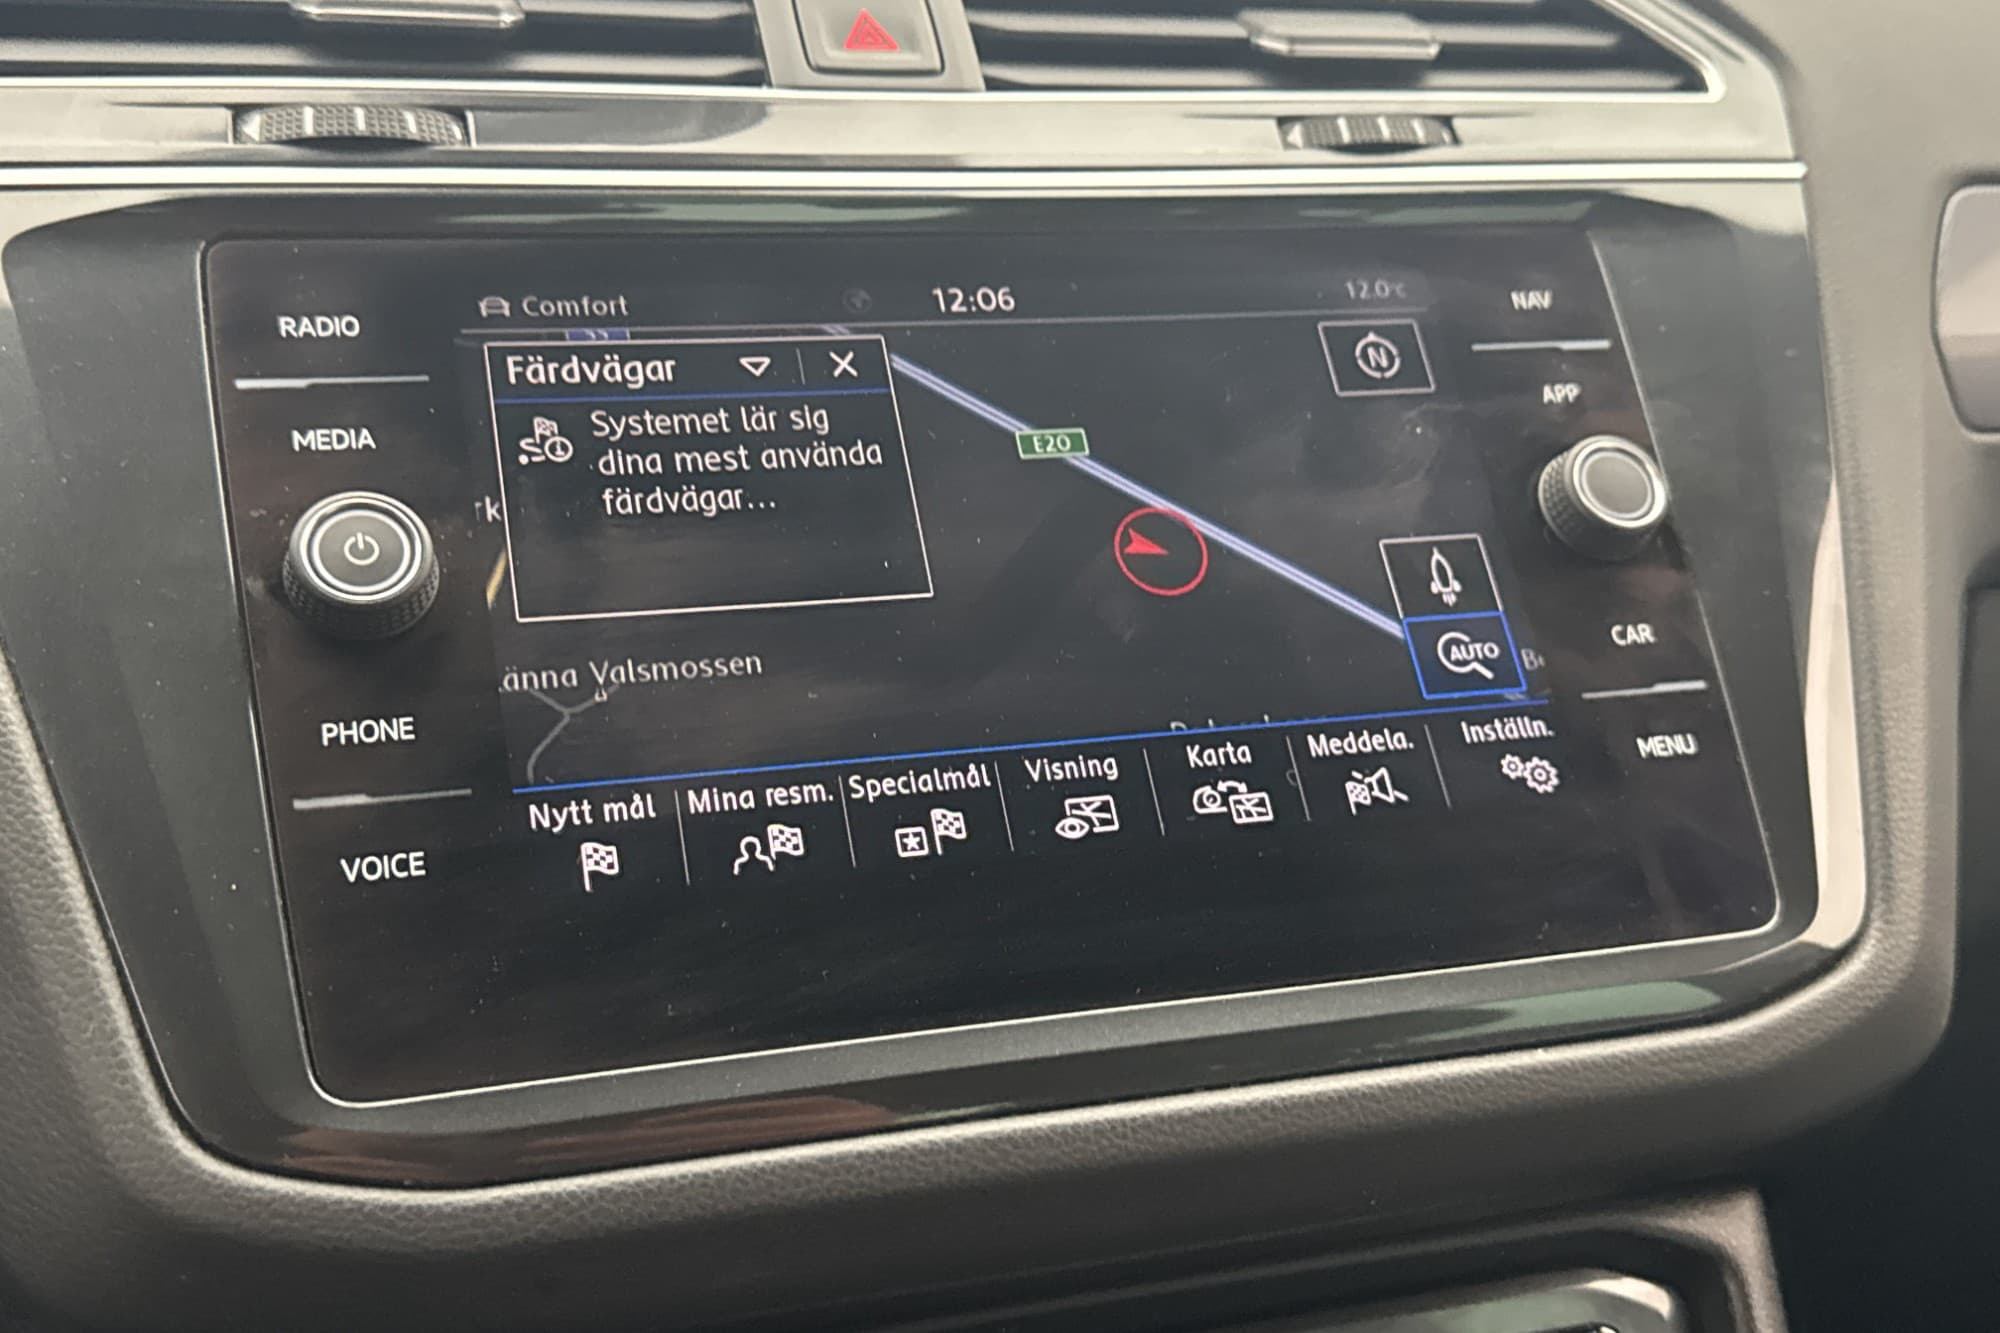 Comfort
12:06
12.0°C
RADIO
MEDIA
PHONE
VOICE
Färdvägar
Systemet lär sig
dina mest använda
färdvägar...
E20
N
AUTO
Valsmossen
Nytt mål
Mina resm.
Specialmål
Visning
Karta
Meddela.
Inställn.
NAV
APP
CAR
MENU